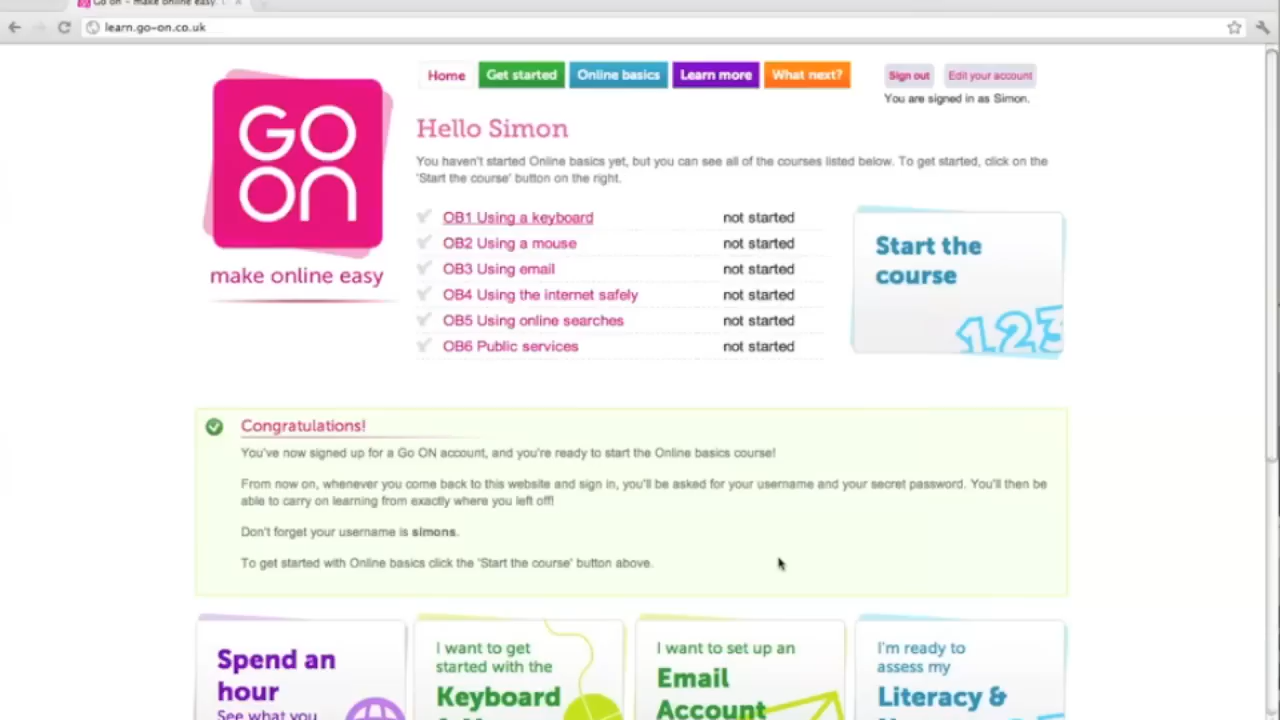 Go on - make online easy.
learn.go-on.co.uk
Home Get started Online basics Learn more What next? Sign out Edit your account
You are signed in as Simon.
GO
ON
make online easy
Hello Simon
You haven't started Online basics yet, but you can see all of the courses listed below. To get started, click on the
'Start the course' button on the right.
OB1 Using a keyboard not started
OB2 Using a mouse not started
OB3 Using email not started
OB4 Using the internet safely not started
OB5 Using online searches not started
OB6 Public services not started
Start the
course
123
Congratulations!
You've now signed up for a Go ON account, and you're ready to start the Online basics course!
From now on, whenever you come back to this website and sign in, you'll be asked for your username and your secret password. You'll then be
able to carry on learning from exactly where you left off!
Don't forget your username is simons.
To get started with Online basics click the 'Start the course' button above.
Spend an
hour
See what you
I want to get
started with the
Keyboard
I want to set up an
Email
Account
I'm ready to
assess my
Literacy &